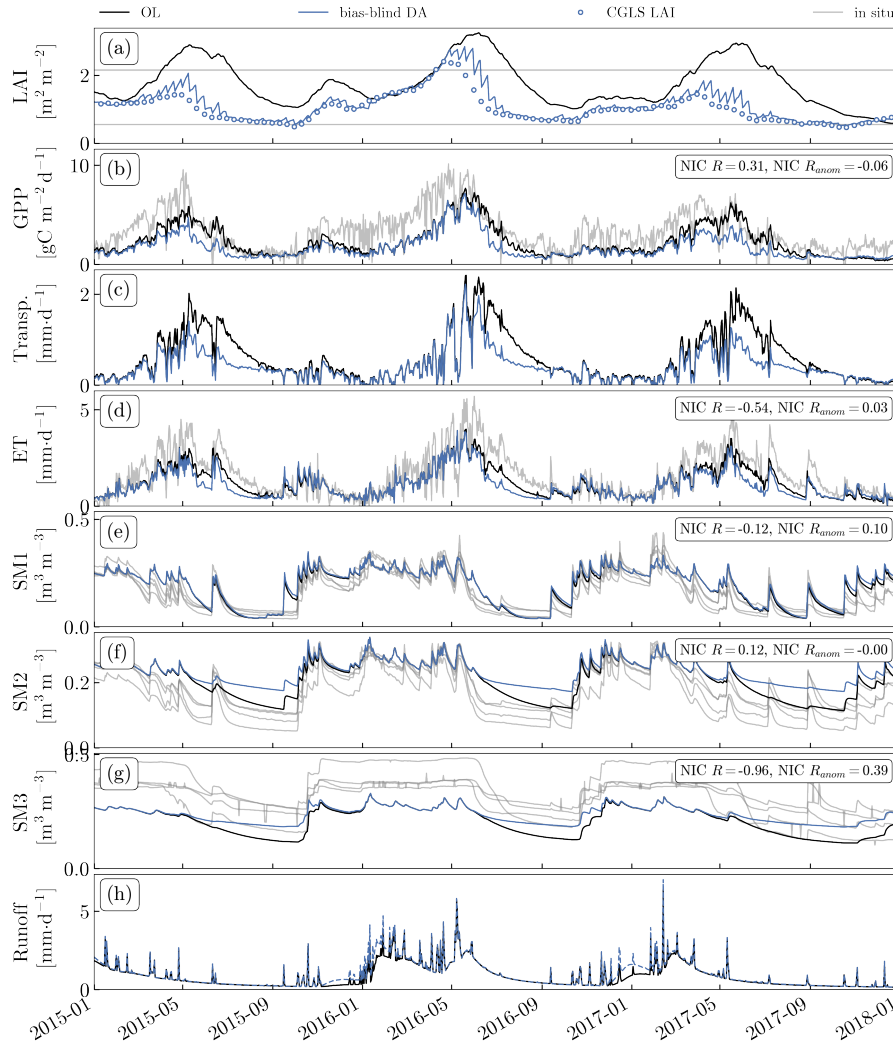 OL bias-blind DA CGLS LAI in situ
(a)
LAI
[m² m⁻²]
2
0
(b)
NIC R = 0.31, NIC R_anom = -0.06
GPP
[gC m⁻² d⁻¹]
10
5
0
(c)
Transp.
[mm·d⁻¹]
2
0
(d)
NIC R = -0.54, NIC R_anom = 0.03
ET
[mm·d⁻¹]
5
0
(e)
NIC R = -0.12, NIC R_anom = 0.10
SM1
[m³ m⁻³]
0.5
0.0
(f)
NIC R = 0.12, NIC R_anom = -0.00
SM2
[m³ m⁻³]
0.2
(g)
NIC R = -0.96, NIC R_anom = 0.39
SM3
[m³ m⁻³]
0.0
(h)
Runoff
[mm·d⁻¹]
5
0
2015-01 2015-05 2015-09 2016-01 2016-05 2016-09 2017-01 2017-05 2017-09 2018-01